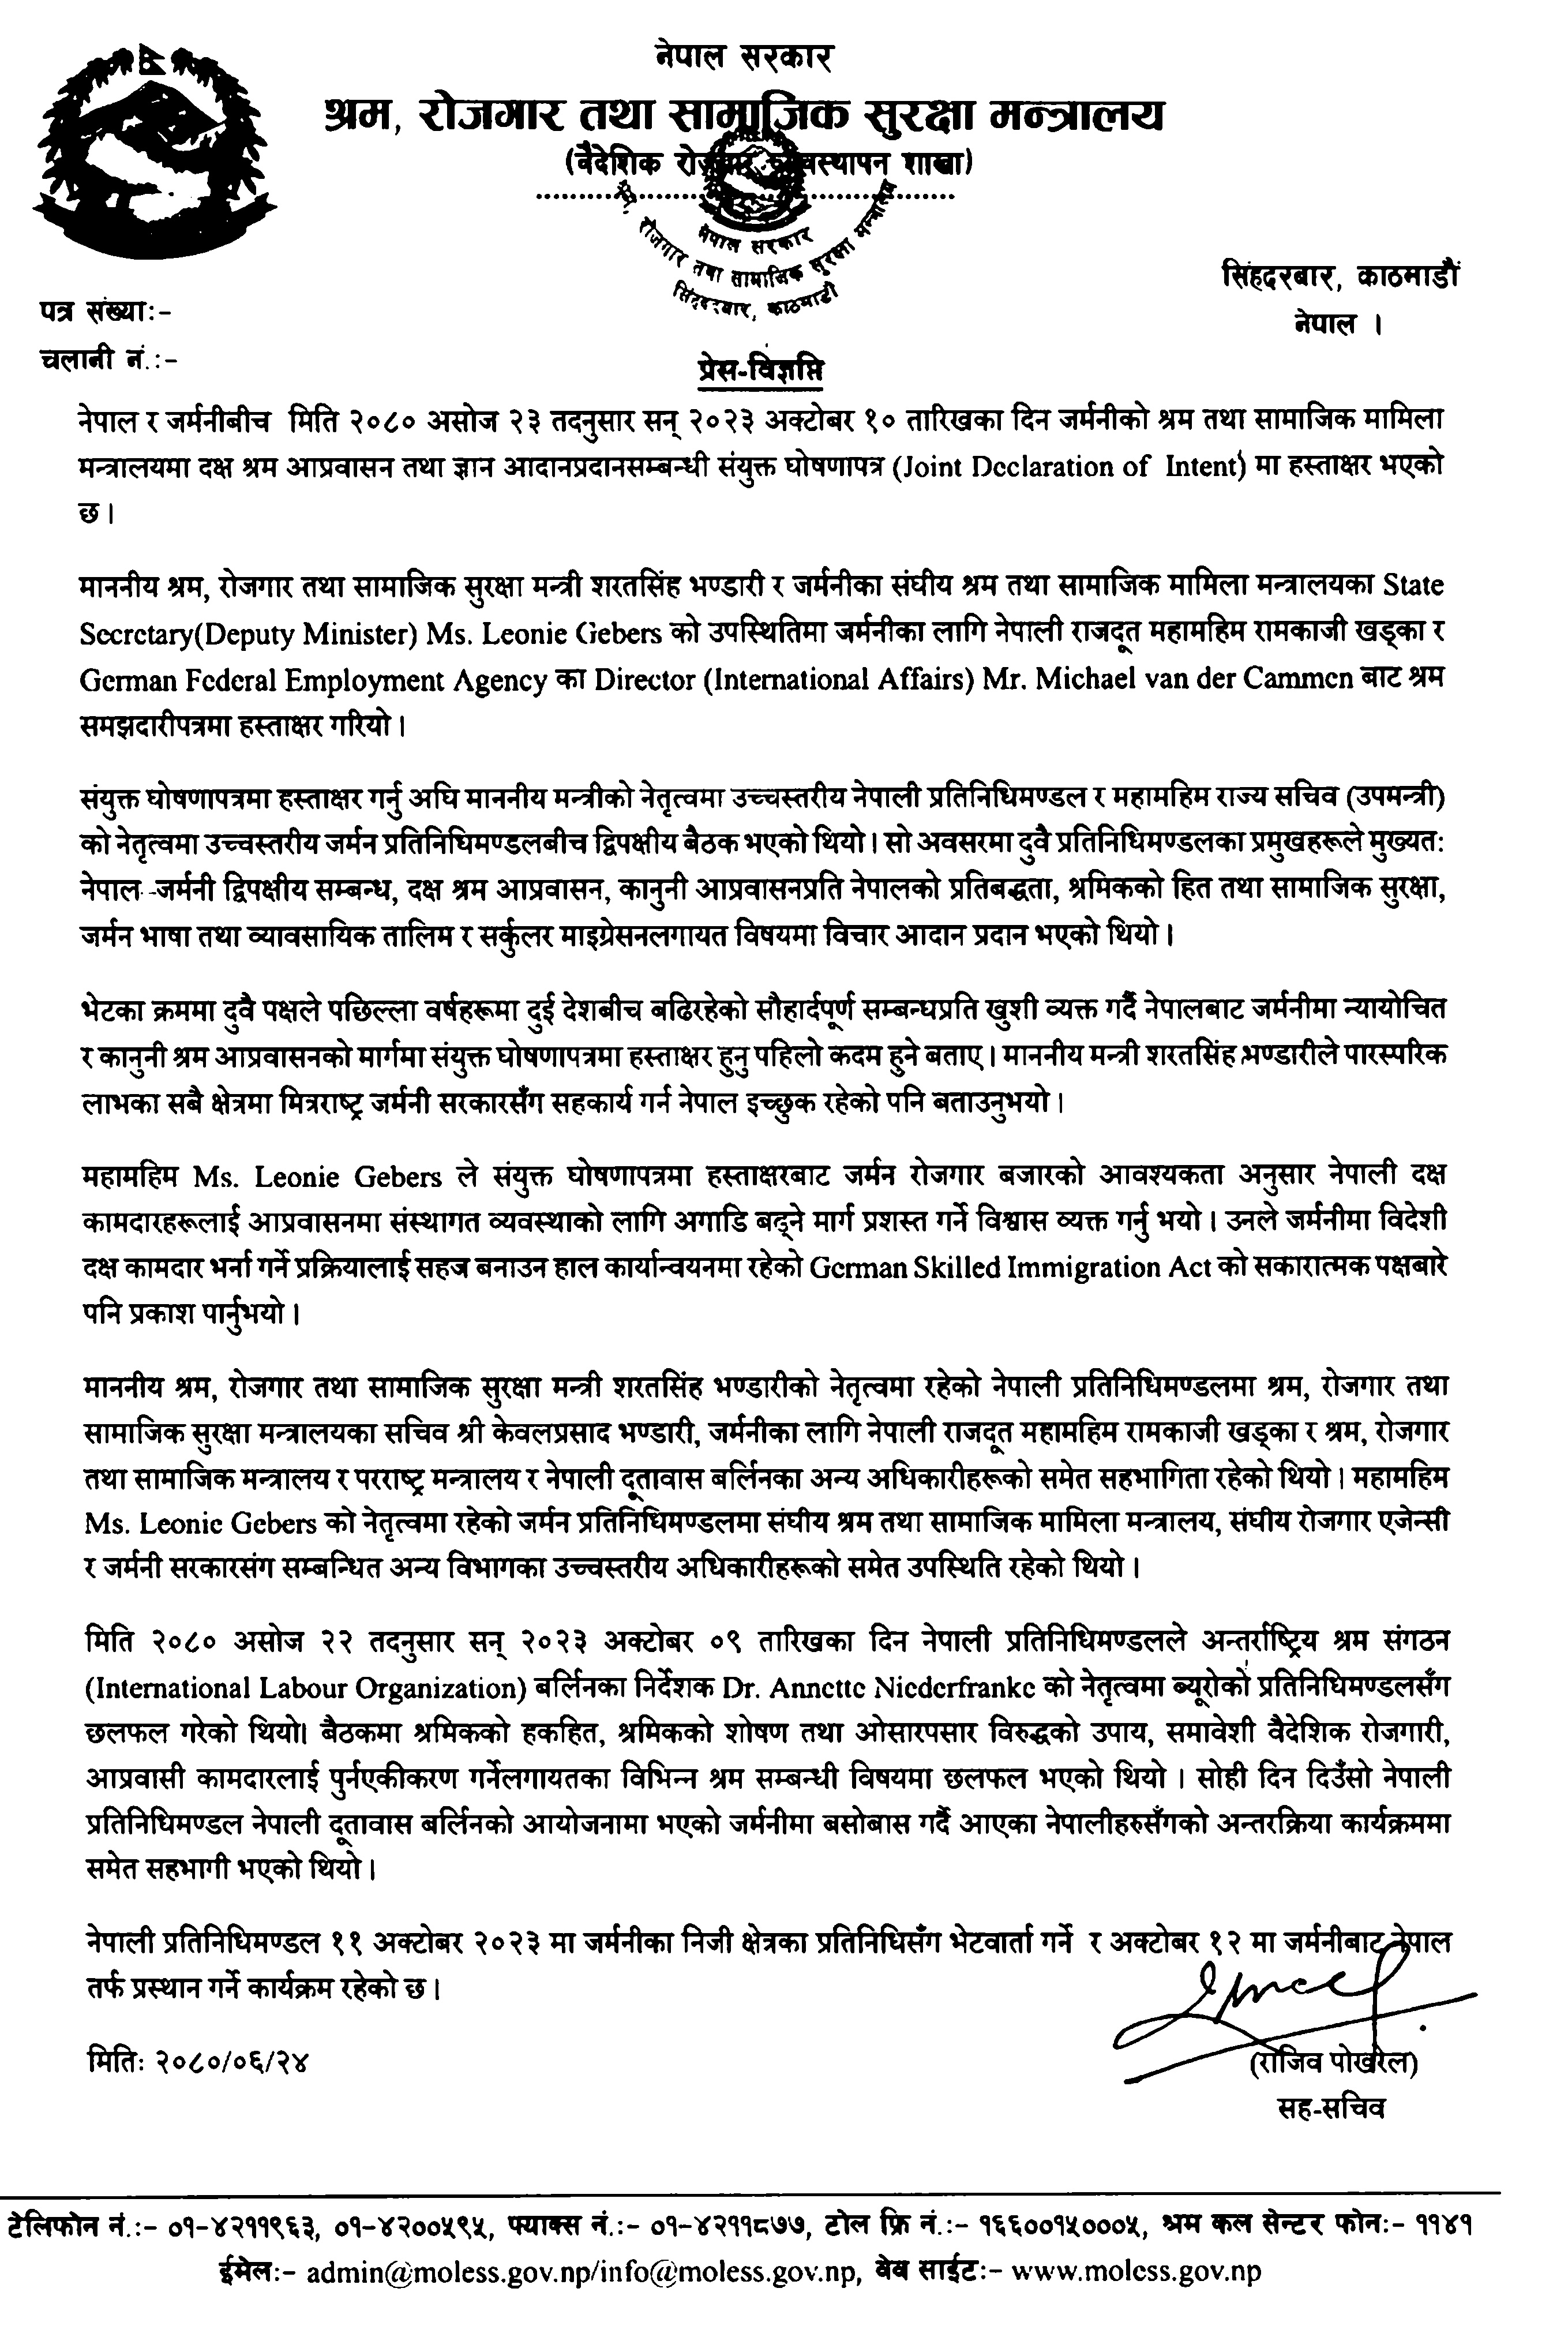 नेपाल सरकार
श्रम, रोजगार तथा सामाजिक सुरक्षा मन्त्रालय
(वैदेशिक रोजगार व्यवस्थापन शाखा)
नेपाल सरकार
श्रम, रोजगार तथा सामाजिक सुरक्षा मन्त्रालय
सिंहदरबार, काठमाडौं
सिंहदरबार, काठमाडौं
नेपाल ।
पत्र संख्याः-
चलानी नं.:-
प्रेस-विज्ञप्ति
नेपाल र जर्मनीबीच मिति २०८० असोज २३ तदनुसार सन् २०२३ अक्टोबर १० तारिखका दिन जर्मनीको श्रम तथा सामाजिक मामिला
मन्त्रालयमा दक्ष श्रम आप्रवासन तथा ज्ञान आदानप्रदानसम्बन्धी संयुक्त घोषणापत्र (Joint Declaration of Intent) मा हस्ताक्षर भएको
छ।
माननीय श्रम, रोजगार तथा सामाजिक सुरक्षा मन्त्री शरतसिंह भण्डारी र जर्मनीका संघीय श्रम तथा सामाजिक मामिला मन्त्रालयका State
Secretary(Deputy Minister) Ms. Leonie Gebers को उपस्थितिमा जर्मनीका लागि नेपाली राजदूत महामहिम रामकाजी खड्का र
German Federal Employment Agency का Director (International Affairs) Mr. Michael van der Cammen बाट श्रम
समझदारीपत्रमा हस्ताक्षर गरियो।
संयुक्त घोषणापत्रमा हस्ताक्षर गर्नु अघि माननीय मन्त्रीको नेतृत्वमा उच्चस्तरीय नेपाली प्रतिनिधिमण्डल र महामहिम राज्य सचिव (उपमन्त्री)
को नेतृत्वमा उच्चस्तरीय जर्मन प्रतिनिधिमण्डलबीच द्विपक्षीय बैठक भएको थियो। सो अवसरमा दुवै प्रतिनिधिमण्डलका प्रमुखहरूले मुख्यत:
नेपाल -जर्मनी द्विपक्षीय सम्बन्ध, दक्ष श्रम आप्रवासन, कानुनी आप्रवासनप्रति नेपालको प्रतिबद्धता, श्रमिकको हित तथा सामाजिक सुरक्षा,
जर्मन भाषा तथा व्यावसायिक तालिम र सर्कुलर माइग्रेसनलगायत विषयमा विचार आदान प्रदान भएको थियो।
भेटका क्रममा दुवै पक्षले पछिल्ला वर्षहरूमा दुई देशबीच बढिरहेको सौहार्दपूर्ण सम्बन्धप्रति खुशी व्यक्त गर्दै नेपालबाट जर्मनीमा न्यायोचित
र कानुनी श्रम आप्रवासनको मार्गमा संयुक्त घोषणापत्रमा हस्ताक्षर हुनु पहिलो कदम हुने बताए। माननीय मन्त्री शरतसिंह भण्डारीले पारस्परिक
लाभका सबै क्षेत्रमा मित्रराष्ट्र जर्मनी सरकारसँग सहकार्य गर्न नेपाल इच्छुक रहेको पनि बताउनुभयो।
महामहिम Ms. Leonie Gebers ले संयुक्त घोषणापत्रमा हस्ताक्षरबाट जर्मन रोजगार बजारको आवश्यकता अनुसार नेपाली दक्ष
कामदारहरूलाई आप्रवासनमा संस्थागत व्यवस्थाको लागि अगाडि बढ्ने मार्ग प्रशस्त गर्ने विश्वास व्यक्त गर्नु भयो। उनले जर्मनीमा विदेशी
दक्ष कामदार भर्ना गर्ने प्रक्रियालाई सहज बनाउन हाल कार्यान्वयनमा रहेको German Skilled Immigration Act को सकारात्मक पक्षबारे
पनि प्रकाश पार्नुभयो।
माननीय श्रम, रोजगार तथा सामाजिक सुरक्षा मन्त्री शरतसिंह भण्डारीको नेतृत्वमा रहेको नेपाली प्रतिनिधिमण्डलमा श्रम, रोजगार तथा
सामाजिक सुरक्षा मन्त्रालयका सचिव श्री केवलप्रसाद भण्डारी, जर्मनीका लागि नेपाली राजदूत महामहिम रामकाजी खड्का र श्रम, रोजगार
तथा सामाजिक मन्त्रालय र परराष्ट्र मन्त्रालय र नेपाली दूतावास बर्लिनका अन्य अधिकारीहरूको समेत सहभागिता रहेको थियो। महामहिम
Ms. Leonie Gebers को नेतृत्वमा रहेको जर्मन प्रतिनिधिमण्डलमा संघीय श्रम तथा सामाजिक मामिला मन्त्रालय, संघीय रोजगार एजेन्सी
र जर्मनी सरकारसंग सम्बन्धित अन्य विभागका उच्चस्तरीय अधिकारीहरूको समेत उपस्थिति रहेको थियो।
मिति २०८० असोज २२ तदनुसार सन् २०२३ अक्टोबर ०९ तारिखका दिन नेपाली प्रतिनिधिमण्डलले अन्तर्राष्ट्रिय श्रम संगठन
(International Labour Organization) बर्लिनका निर्देशक Dr. Annette Niederfranke को नेतृत्वमा ब्यूरोको प्रतिनिधिमण्डलसँग
छलफल गरेको थियो। बैठकमा श्रमिकको हकहित, श्रमिकको शोषण तथा ओसारपसार विरुद्धको उपाय, समावेशी वैदेशिक रोजगारी,
आप्रवासी कामदारलाई पुर्नएकीकरण गर्नेलगायतका विभिन्न श्रम सम्बन्धी विषयमा छलफल भएको थियो । सोही दिन दिउँसो नेपाली
प्रतिनिधिमण्डल नेपाली दूतावास बर्लिनको आयोजनामा भएको जर्मनीमा बसोबास गर्दै आएका नेपालीहरुसँगको अन्तरक्रिया कार्यक्रममा
समेत सहभागी भएको थियो।
नेपाली प्रतिनिधिमण्डल ११ अक्टोबर २०२३ मा जर्मनीका निजी क्षेत्रका प्रतिनिधिसँग भेटवार्ता गर्ने र अक्टोबर १२ मा जर्मनीबाट नेपाल
तर्फ प्रस्थान गर्ने कार्यक्रम रहेको छ।
मितिः २०८०/०६/२४
(राजिव पोखरेल)
सह-सचिव
टेलिफोन नं.:- ०१-४२११९६३, ०१-४२००५९५, फ्याक्स नं.:- ०१-४२११८७७, टोल फ्रि नं.:- १६६००१५०००५, श्रम कल सेन्टर फोन:- ११४१
ईमेल:- admin@moless.gov.np/info@moless.gov.np, वेव साईट:- www.moless.gov.np